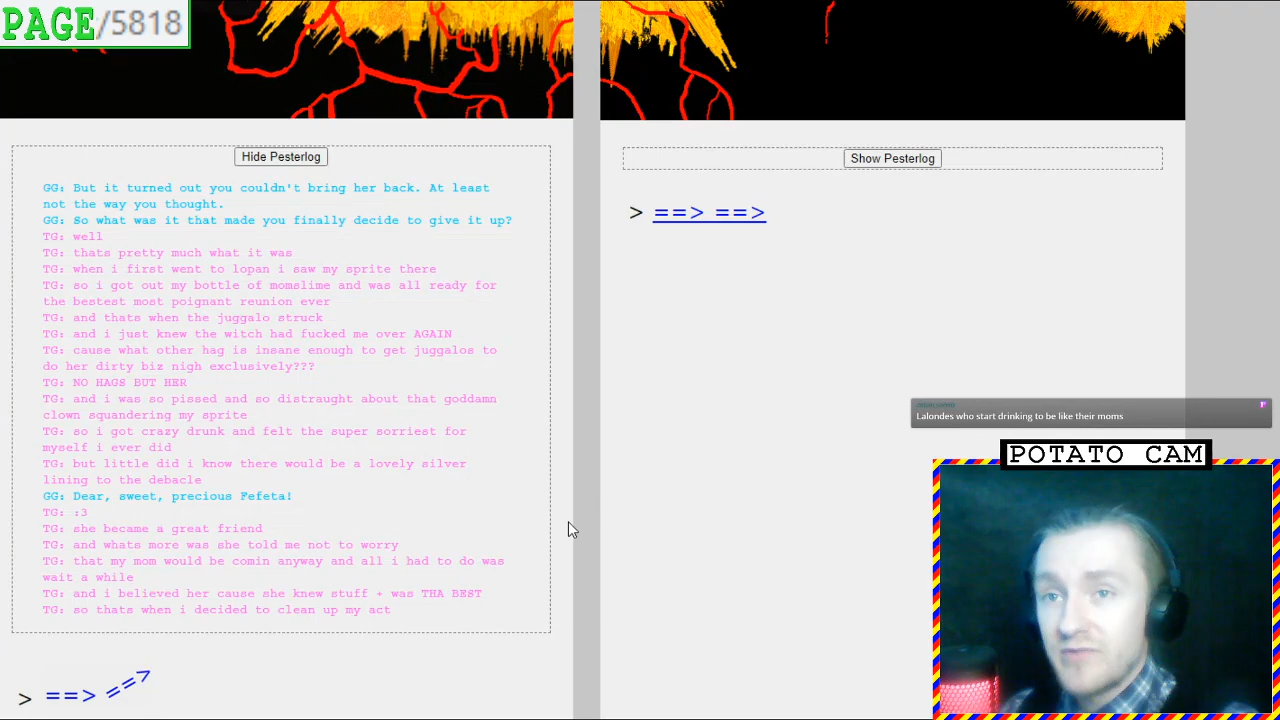 PAGE/5818
Hide Pesterlog
GG: But it turned out you couldn't bring her back. At least
not the way you thought.
GG: So what was it that made you finally decide to give it up?
TG: well
TG: thats pretty much what it was
TG: when i first went to lopan i saw my sprite there
TG: so i got out my bottle of momslime and was all ready for
the bestest most poignant reunion ever
TG: and thats when the juggalo struck
TG: and i just knew the witch had fucked me over AGAIN
TG: cause what other hag is insane enough to get juggalos to
do her dirty biz nigh exclusively???
TG: NO HAGS BUT HER
TG: and i was so pissed and so distraught about that goddamn
clown squandering my sprite
TG: so i got crazy drunk and felt the super sorriest for
myself i ever did
TG: but little did i know there would be a lovely silver
lining to the debacle
GG: Dear, sweet, precious Fefeta!
TG: :3
TG: she became a great friend
TG: and whats more was she told me not to worry
TG: that my mom would be comin anyway and all i had to do was
wait a while
TG: and i believed her cause she knew stuff + was THA BEST
TG: so thats when i decided to clean up my act
> ==> ==>
Show Pesterlog
> ==> ==>
Lalondes who start drinking to be like their moms
POTATO CAM